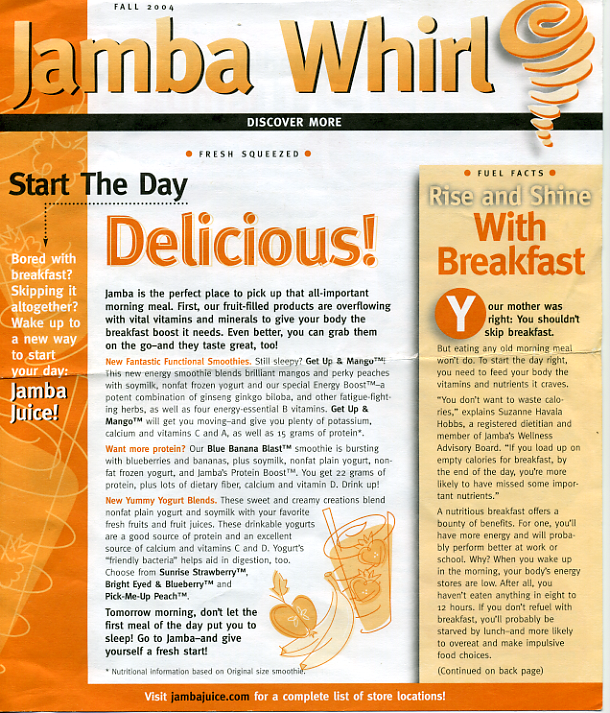 FALL 2004
Jamba Whirl
DISCOVER MORE
• FRESH SQUEEZED •
Start The Day
Delicious!
Bored with
breakfast?
Skipping it
altogether?
Wake up to
a new way
to start
your day:
Jamba
Juice!
Jamba is the perfect place to pick up that all-important
morning meal. First, our fruit-filled products are overflowing
with vital vitamins and minerals to give your body the
breakfast boost it needs. Even better, you can grab them
on the go—and they taste great, too!
New Fantastic Functional Smoothies. Still sleepy? Get Up & Mango™:
This new energy smoothie blends brilliant mangos and perky peaches
with soymilk, nonfat frozen yogurt and our special Energy Boost™—a
potent combination of ginseng ginkgo biloba, and other fatigue-fight-
ing herbs, as well as four energy-essential B vitamins. Get Up &
Mango™ will get you moving—and give you plenty of potassium,
calcium and vitamins C and A, as well as 15 grams of protein*.
Want more protein? Our Blue Banana Blast™ smoothie is bursting
with blueberries and bananas, plus soymilk, nonfat plain yogurt, non-
fat frozen yogurt, and Jamba's Protein Boost™. You get 22 grams of
protein, plus lots of dietary fiber, calcium and vitamin D. Drink up!
New Yummy Yogurt Blends. These sweet and creamy creations blend
nonfat plain yogurt and soymilk with your favorite
fresh fruits and fruit juices. These drinkable yogurts
are a good source of protein and an excellent
source of calcium and vitamins C and D. Yogurt's
"friendly bacteria" helps aid in digestion, too.
Choose from Sunrise Strawberry™,
Bright Eyed & Blueberry™ and
Pick-Me-Up Peach™.
Tomorrow morning, don't let the
first meal of the day put you to
sleep! Go to Jamba—and give
yourself a fresh start!
* Nutritional information based on Original size smoothie.
• FUEL FACTS •
Rise and Shine
With
Breakfast
Your mother was
right: You shouldn't
skip breakfast.
But eating any old morning meal
won't do. To start the day right,
you need to feed your body the
vitamins and nutrients it craves.
"You don't want to waste calo-
ries," explains Suzanne Havala
Hobbs, a registered dietitian and
member of Jamba's Wellness
Advisory Board. "If you load up on
empty calories for breakfast, by
the end of the day, you're more
likely to have missed some impor-
tant nutrients."
A nutritious breakfast offers a
bounty of benefits. For one, you'll
have more energy and will proba-
bly perform better at work or
school. Why? When you wake up
in the morning, your body's energy
stores are low. After all, you
haven't eaten anything in eight to
12 hours. If you don't refuel with
breakfast, you'll probably be
starved by lunch—and more likely
to overeat and make impulsive
food choices.
(Continued on back page)
Visit jambajuice.com for a complete list of store locations!